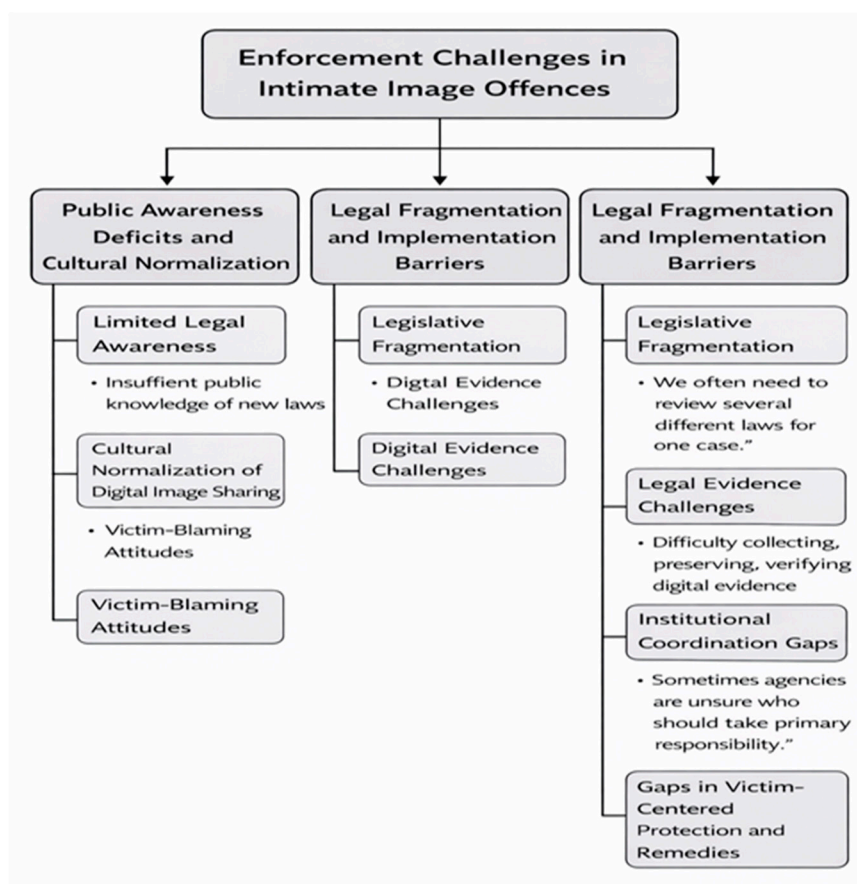 Enforcement Challenges in
Intimate Image Offences
Public Awareness
Deficits and
Cultural Normalization
Limited Legal
Awareness
• Insuffient public
knowledge of new laws
Cultural
Normalization of
Digital Image Sharing
• Victim-Blaming
Attitudes
Victim-Blaming
Attitudes
Legal Fragmentation
and Implementation
Barriers
Legislative
Fragmentation
• Digtal Evidence
Challenges
Digital Evidence
Challenges
Legal Fragmentation
and Implementation
Barriers
Legislative
Fragmentation
• We often need to
review several
different laws for
one case.”
Legal Evidence
Challenges
• Difficulty collecting,
preserving, verifying
digital evidence
Institutional
Coordination Gaps
• Sometimes agencies
are unsure who
should take primary
responsibility.”
Gaps in Victim-
Centered
Protection and
Remedies